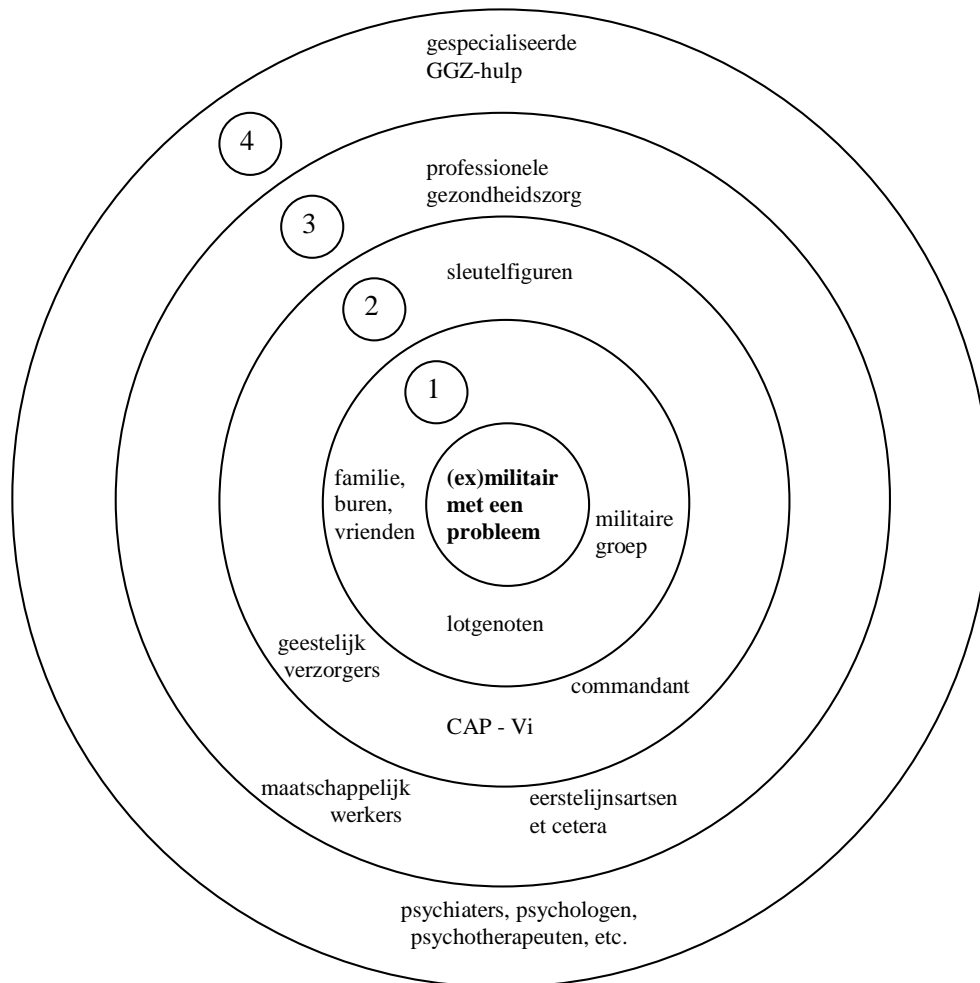 gespecialiseerde
GGZ-hulp
4
professionele
gezondheidszorg
3
sleutelfiguren
2
1
familie,
buren,
vrienden
(ex)militair
met een
probleem
militaire
groep
lotgenoten
geestelijk
verzorgers
commandant
CAP - Vi
maatschappelijk
werkers
eerstelijnsartsen
et cetera
psychiaters, psychologen,
psychotherapeuten, etc.